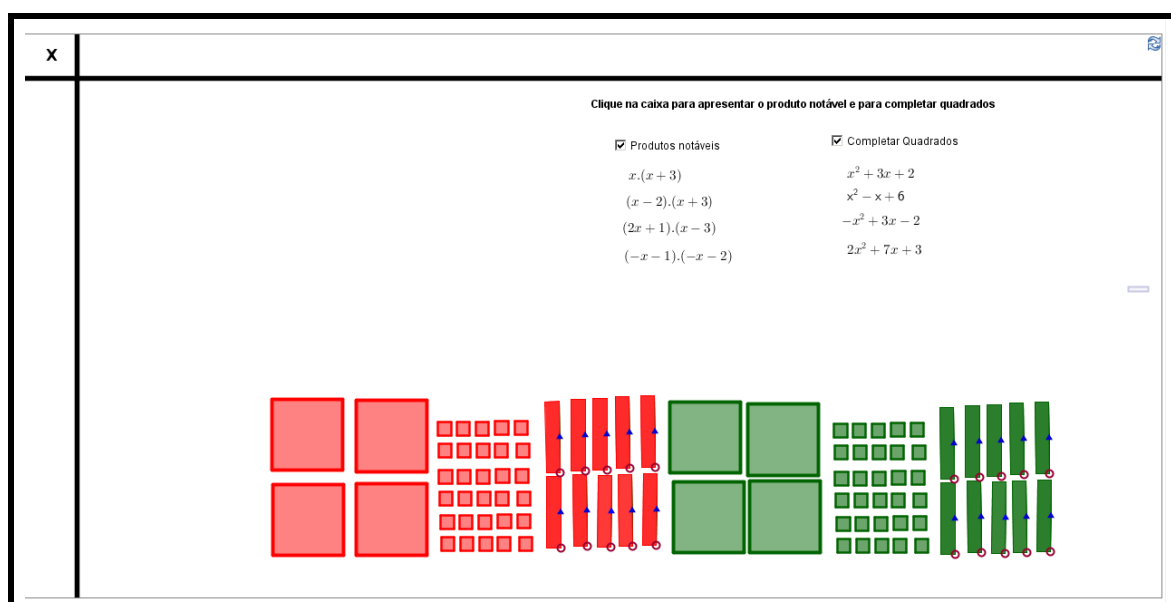 X
Clique na caixa para apresentar o produto notável e para completar quadrados
Produtos notáveis
x.(x + 3)
(x − 2).(x + 3)
(2x + 1).(x − 3)
(−x − 1).(−x − 2)
Completar Quadrados
x² + 3x + 2
x² − x + 6
−x² + 3x − 2
2x² + 7x + 3